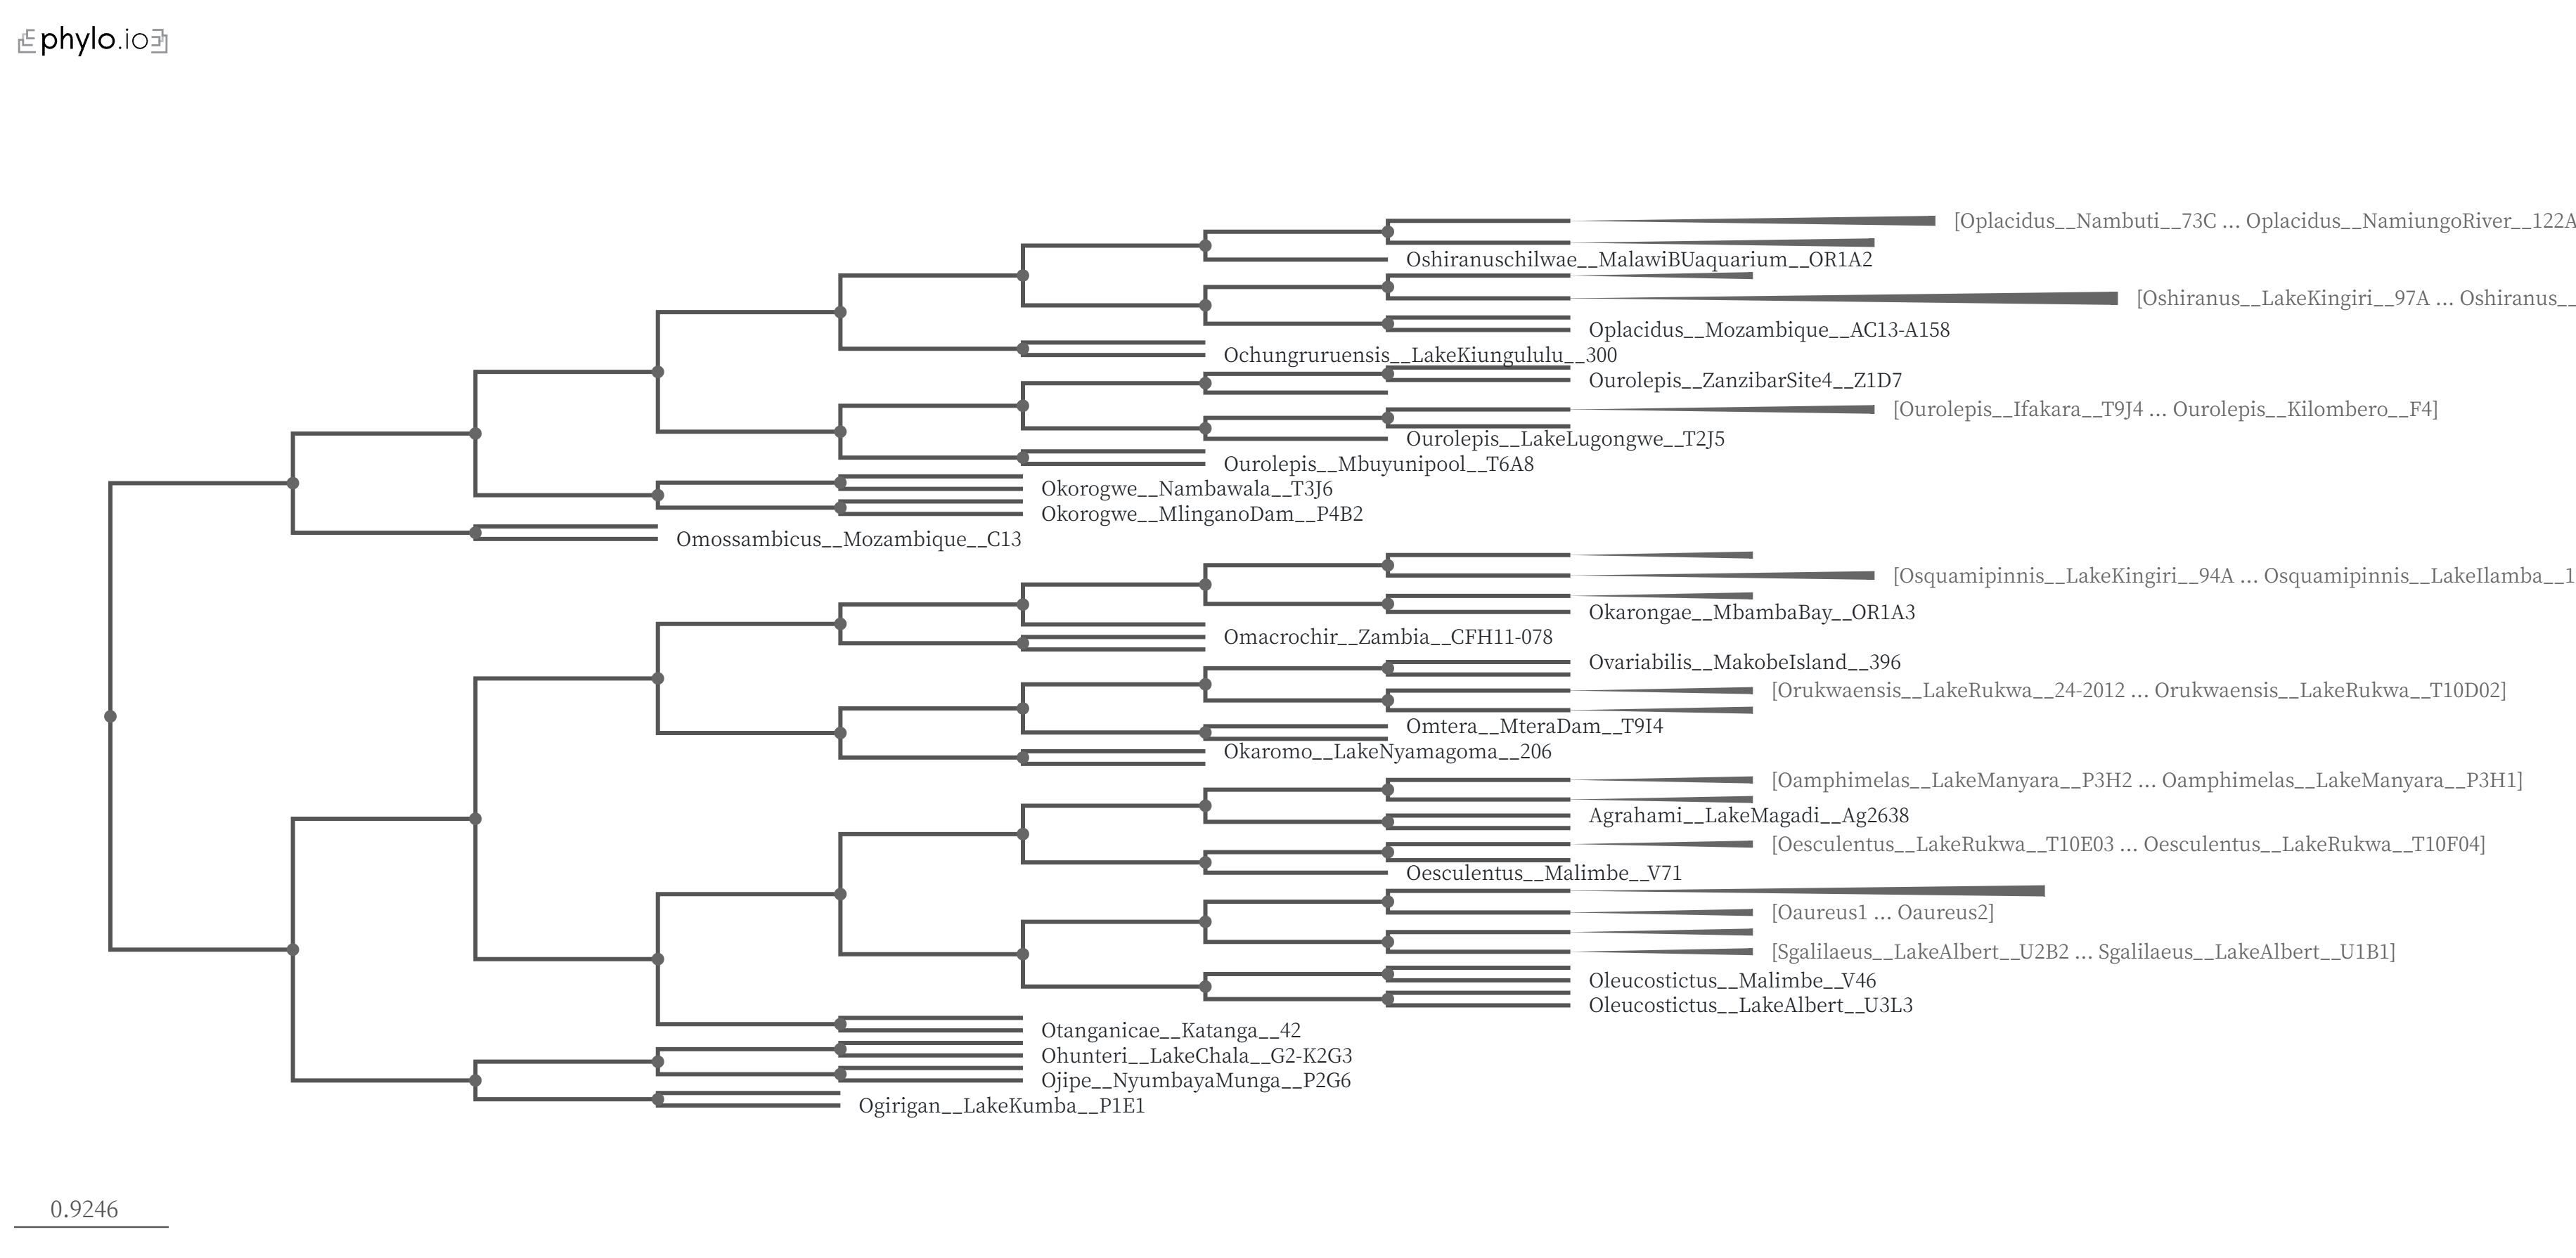 phylo.io
[Oplacidus__Nambuti__73C ... Oplacidus__NamiungoRiver__122A
Oshiranuschilwae__MalawiBUaquarium__OR1A2
[Oshiranus__LakeKingiri__97A ... Oshiranus__
Oplacidus__Mozambique__AC13-A158
Ochungruruensis__LakeKiungululu__300
Ourolepis__ZanzibarSite4__Z1D7
[Ourolepis__Ifakara__T9J4 ... Ourolepis__Kilombero__F4]
Ourolepis__LakeLugongwe__T2J5
Ourolepis__Mbuyunipool__T6A8
Okorogwe__Nambawala__T3J6
Okorogwe__MlinganoDam__P4B2
Omossambicus__Mozambique__C13
[Osquamipinnis__LakeKingiri__94A ... Osquamipinnis__LakeIlamba__1
Okarongae__MbambaBay__OR1A3
Omacrochir__Zambia__CFH11-078
Ovariabilis__MakobeIsland__396
[Orukwaensis__LakeRukwa__24-2012 ... Orukwaensis__LakeRukwa__T10D02]
Omtera__MteraDam__T9I4
Okaromo__LakeNyamagoma__206
[Oamphimelas__LakeManyara__P3H2 ... Oamphimelas__LakeManyara__P3H1]
Agrahami__LakeMagadi__Ag2638
[Oesculentus__LakeRukwa__T10E03 ... Oesculentus__LakeRukwa__T10F04]
Oesculentus__Malimbe__V71
[Oaureus1 ... Oaureus2]
[Sgalilaeus__LakeAlbert__U2B2 ... Sgalilaeus__LakeAlbert__U1B1]
Oleucostictus__Malimbe__V46
Oleucostictus__LakeAlbert__U3L3
Otanganicae__Katanga__42
Ohunteri__LakeChala__G2-K2G3
Ojipe__NyumbayaMunga__P2G6
Ogirigan__LakeKumba__P1E1
0.9246